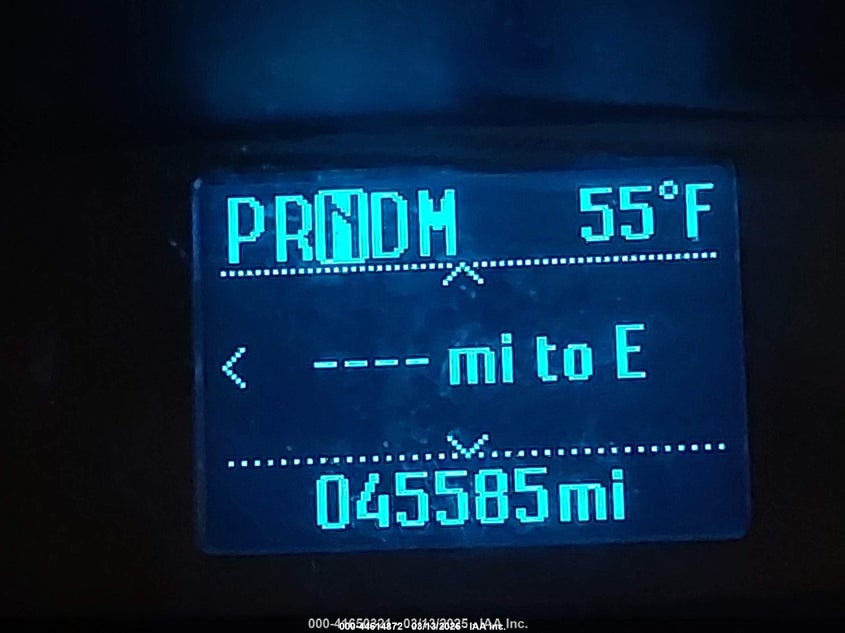 PRNDM 55°F
---- mi to E
045585mi